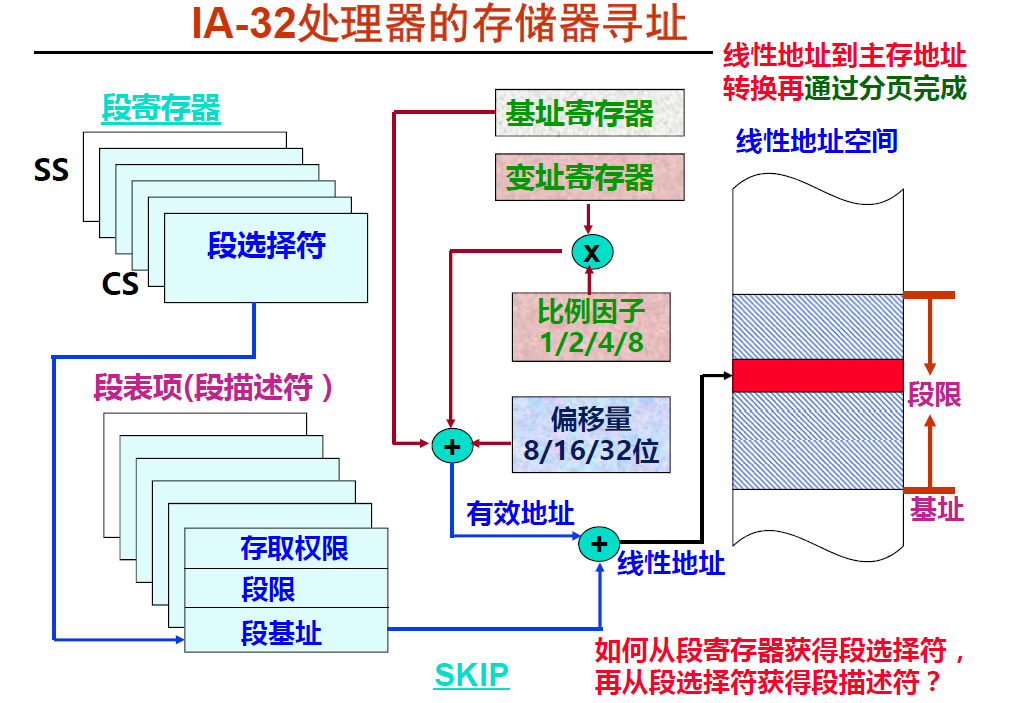 IA-32处理器的存储器寻址
线性地址到主存地址
转换再通过分页完成
段寄存器
SS
CS
段选择符
基址寄存器
变址寄存器
x
比例因子
1/2/4/8
线性地址空间
段表项(段描述符)
偏移量
8/16/32位
+
段限
基址
有效地址
+
线性地址
存取权限
段限
段基址
SKIP
如何从段寄存器获得段选择符，
再从段选择符获得段描述符？